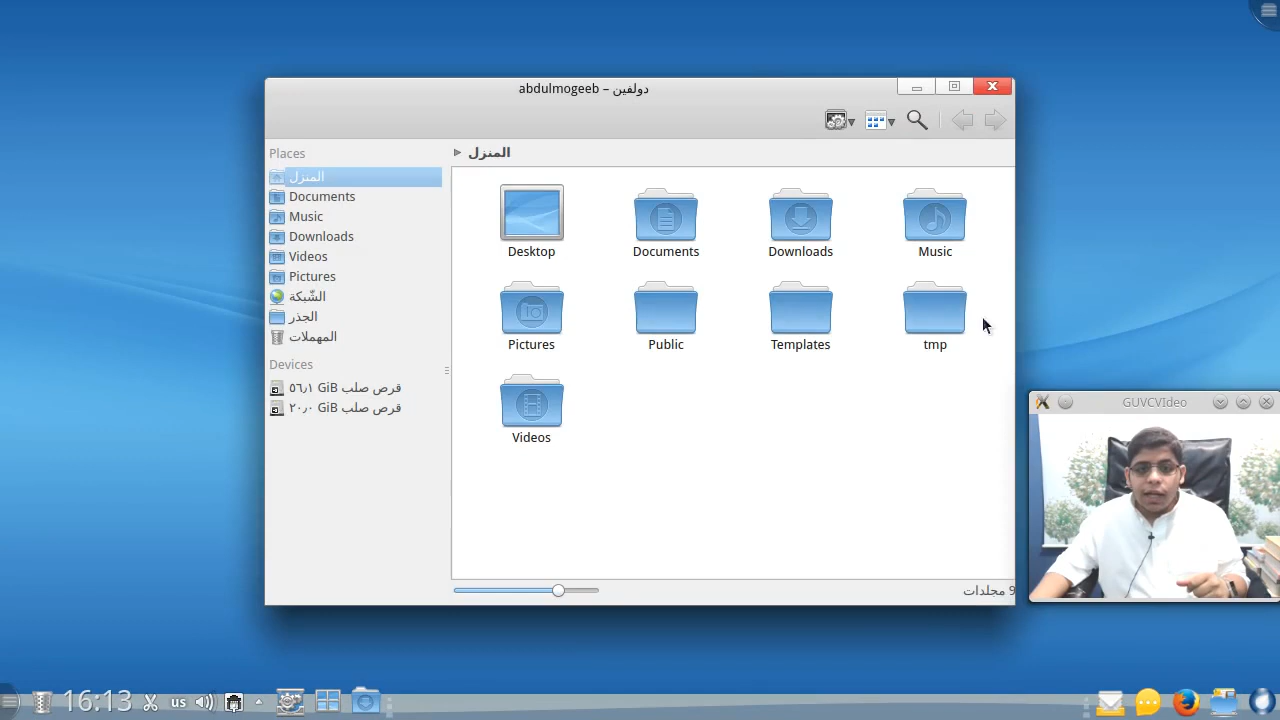 abdulmogeeb – دولفين
Places
المنزل
Documents
Music
Downloads
Videos
Pictures
الشّبكة
الجذر
المهملات
Devices
قرص صلب ٥٦٫١ GiB
قرص صلب ٢٠٫٠ GiB
المنزل
Desktop
Documents
Downloads
Music
Pictures
Public
Templates
tmp
Videos
9 مجلدات
GUVCVIdeo
16:13
us